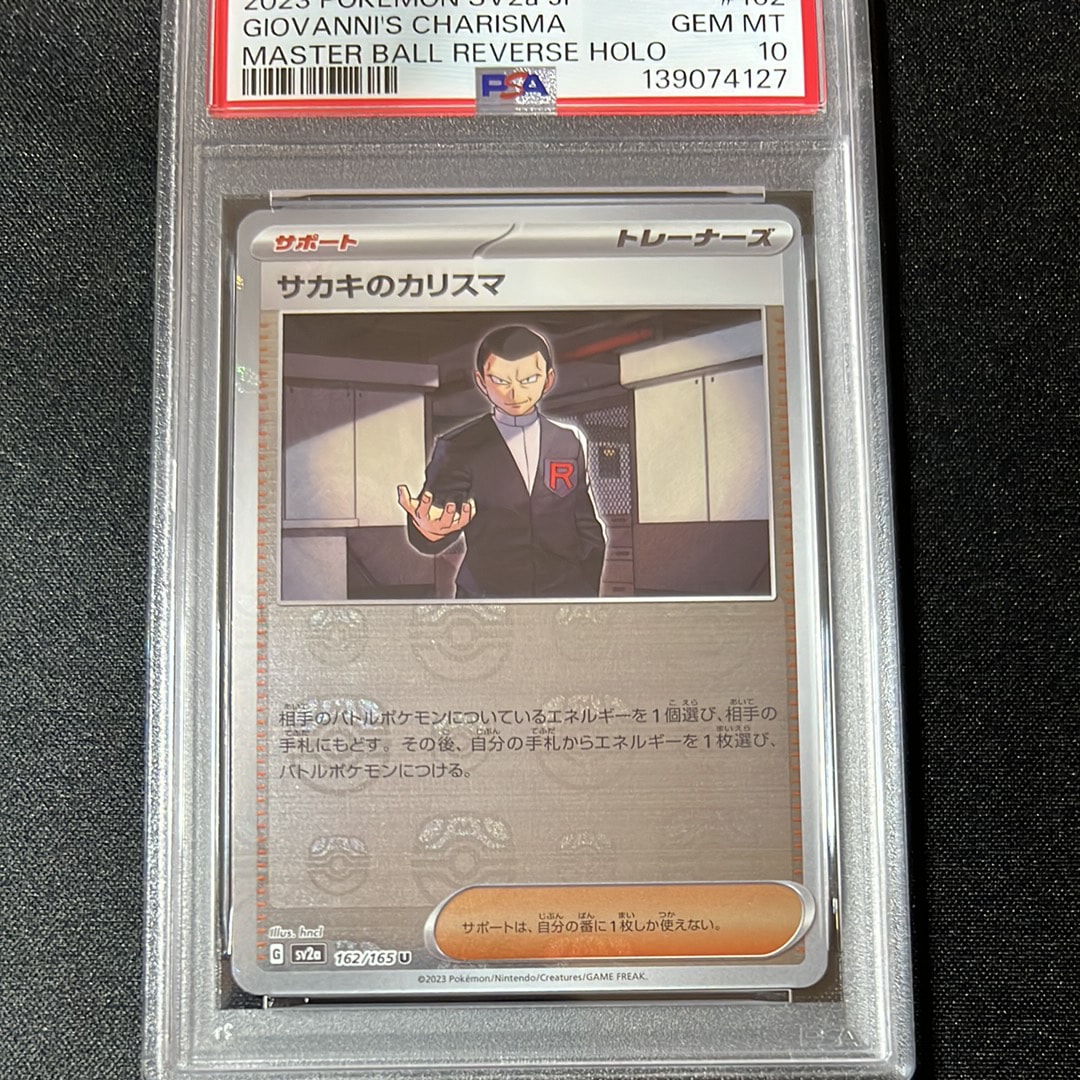 2023 POKEMON SV2a JP #162
GIOVANNI'S CHARISMA GEM MT
MASTER BALL REVERSE HOLO 10
PSA 139074127
サポート トレーナーズ
サカキのカリスマ
R
相手のバトルポケモンについているエネルギーを1個選び、相手の
手札にもどす。その後、自分の手札からエネルギーを1枚選び、
バトルポケモンにつける。
サポートは、自分の番に1枚しか使えない。
Illus. hncl
G sv2a 162/165 U
©2023 Pokémon/Nintendo/Creatures/GAME FREAK.